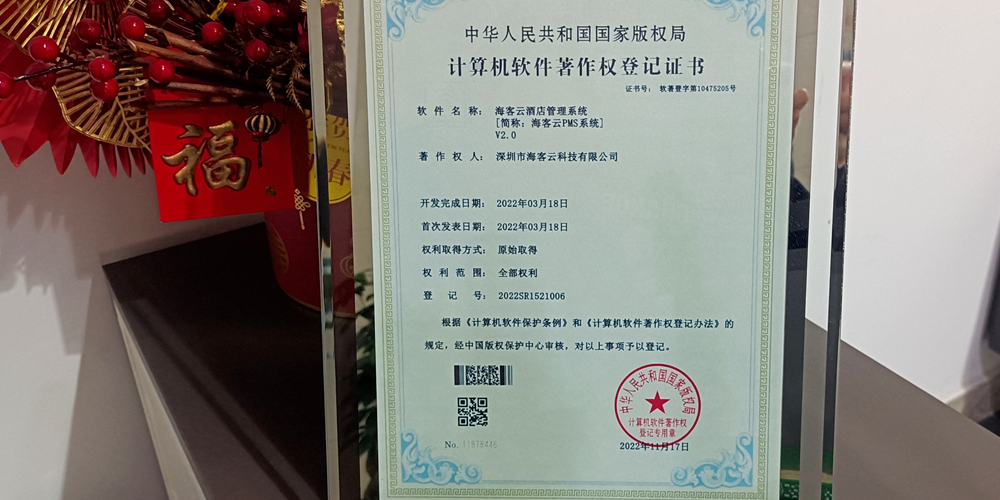 中华人民共和国国家版权局
计算机软件著作权登记证书
证书号： 软著登字第10475205号
软件名称： 海客云酒店管理系统
[简称：海客云PMS系统]
V2.0
著作权人： 深圳市海客云科技有限公司
开发完成日期： 2022年03月18日
首次发表日期： 2022年03月18日
权利取得方式： 原始取得
权利范围： 全部权利
登记号： 2022SR1521006
根据《计算机软件保护条例》和《计算机软件著作权登记办法》的
规定，经中国版权保护中心审核，对以上事项予以登记。
No. 11878446
中华人民共和国国家版权局
计算机软件著作权
登记专用章
2022年11月17日
福
春